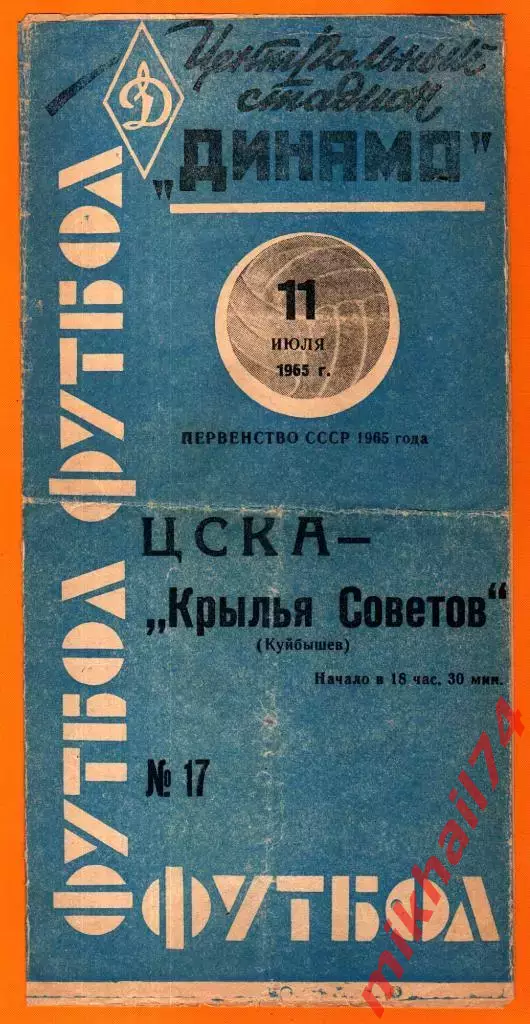 Д
Центральный
стадион
"ДИНАМО"
11
ИЮЛЯ
1965 г.
ПЕРВЕНСТВО СССР 1965 года
ЦСКА—
„Крылья Советов"
(Куйбышев)
Начало в 18 час. 30 мин.
№ 17
ФУТБОЛ ФУТБОЛ
ФУТБОЛ
mikhail74